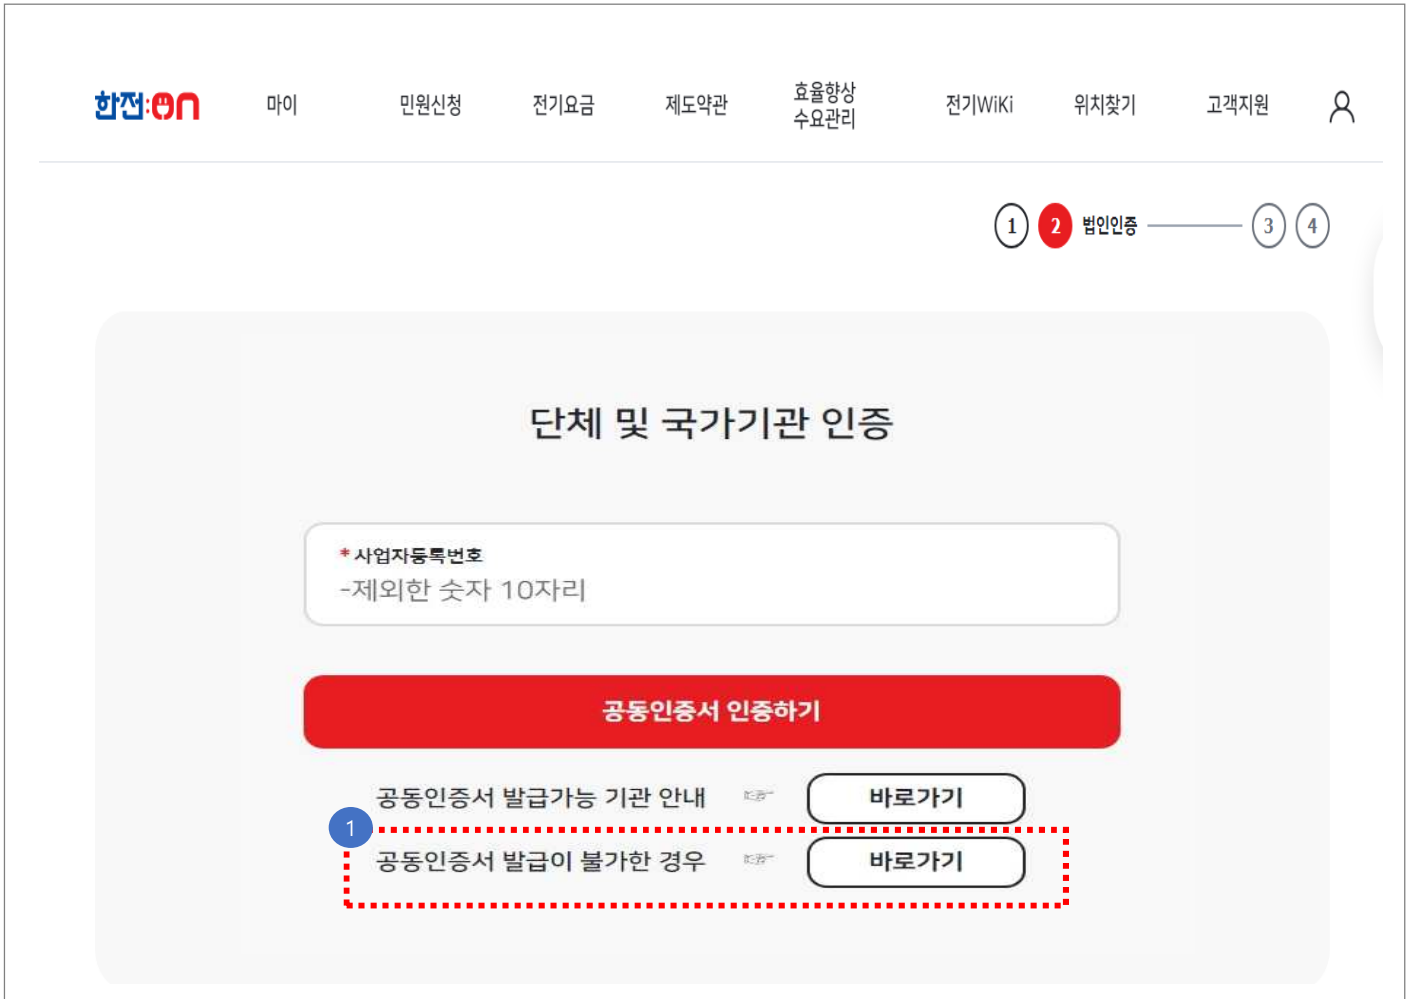 한전:ON
마이
민원신청
전기요금
제도약관
효율향상
수요관리
전기WiKi
위치찾기
고객지원
1
2
법인인증
3
4
단체 및 국가기관 인증
* 사업자등록번호
-제외한 숫자 10자리
공동인증서 인증하기
공동인증서 발급가능 기관 안내 ☞ 바로가기
1
공동인증서 발급이 불가한 경우 ☞ 바로가기